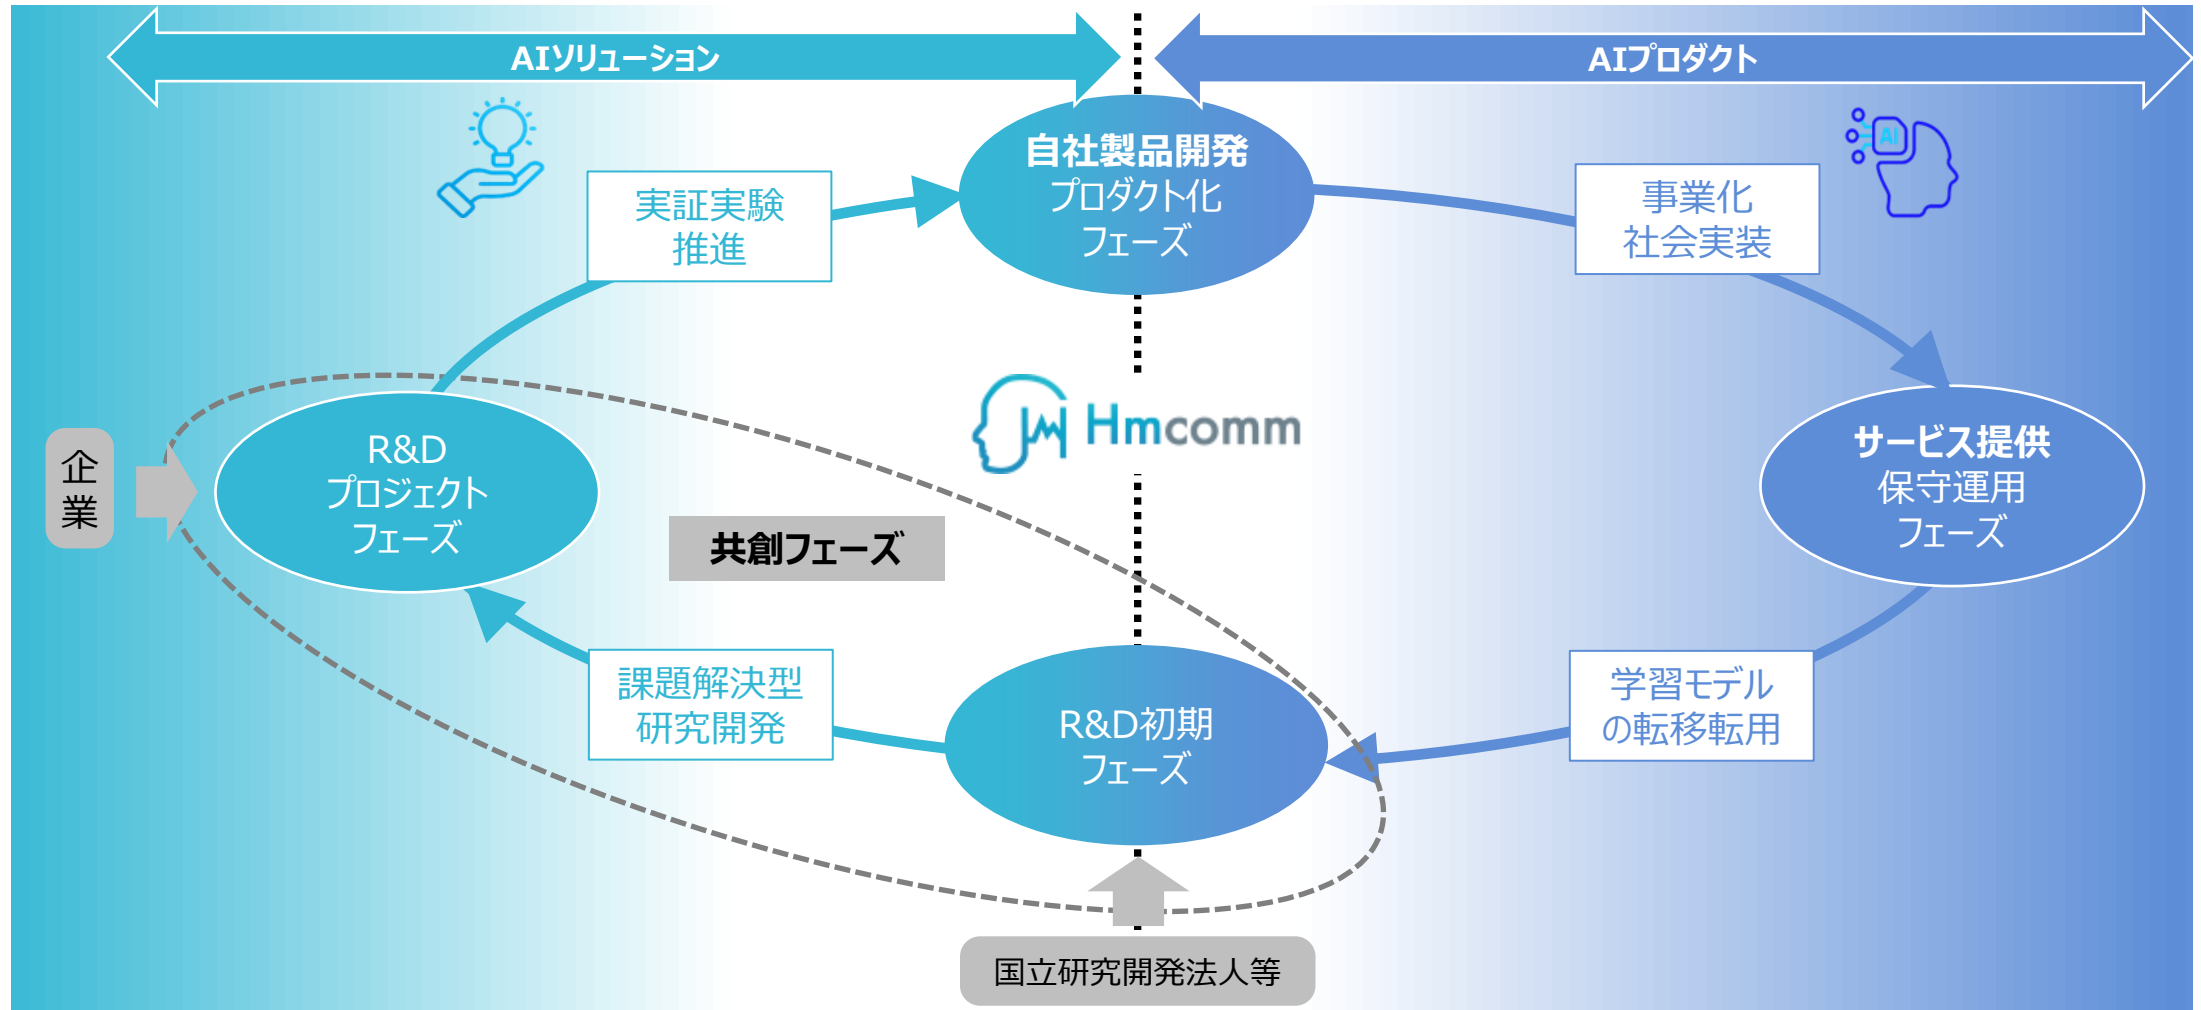 AIソリューション
AIプロダクト
AI
自社製品開発
プロダクト化
フェーズ
実証実験
推進
事業化
社会実装
Hmcomm
企
業
R&D
プロジェクト
フェーズ
サービス提供
保守運用
フェーズ
共創フェーズ
課題解決型
研究開発
R&D初期
フェーズ
学習モデル
の転移転用
国立研究開発法人等